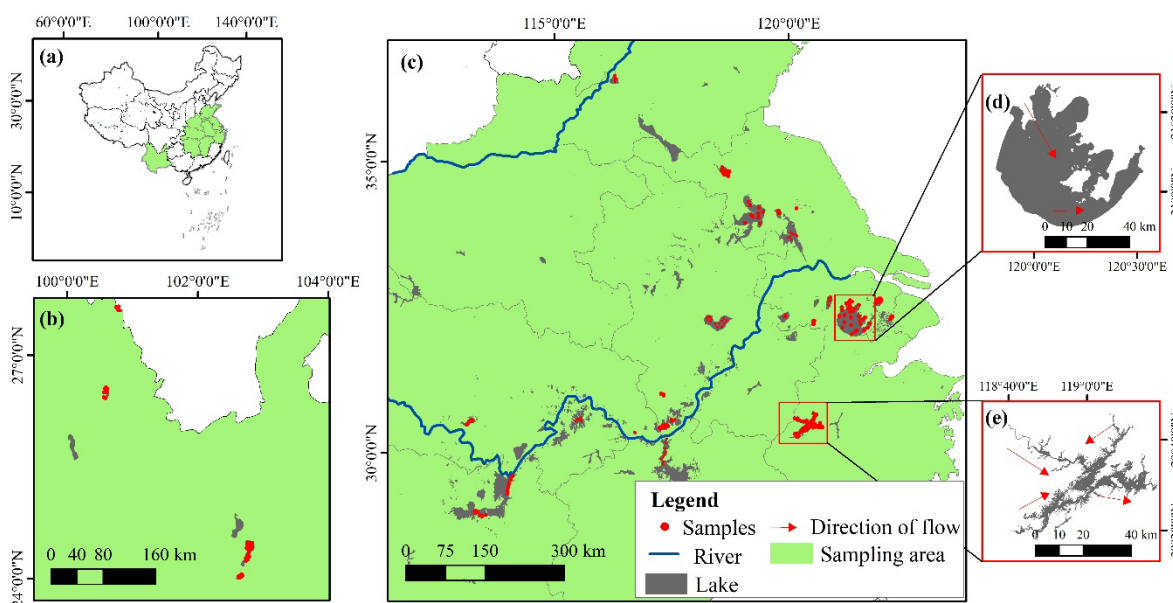 60°0'0"E 100°0'0"E 140°0'0"E
(a)
30°0'0"N
10°0'0"N
100°0'0"E 102°0'0"E 104°0'0"E
(b)
27°0'0"N
24°0'0"N
0 40 80 160 km
115°0'0"E 120°0'0"E
(c)
35°0'0"N
30°0'0"N
0 75 150 300 km
Legend
Samples
Direction of flow
River
Sampling area
Lake
(d)
0 10 20 40 km
120°0'0"E 120°30'0"E
118°40'0"E 119°0'0"E
(e)
0 10 20 40 km